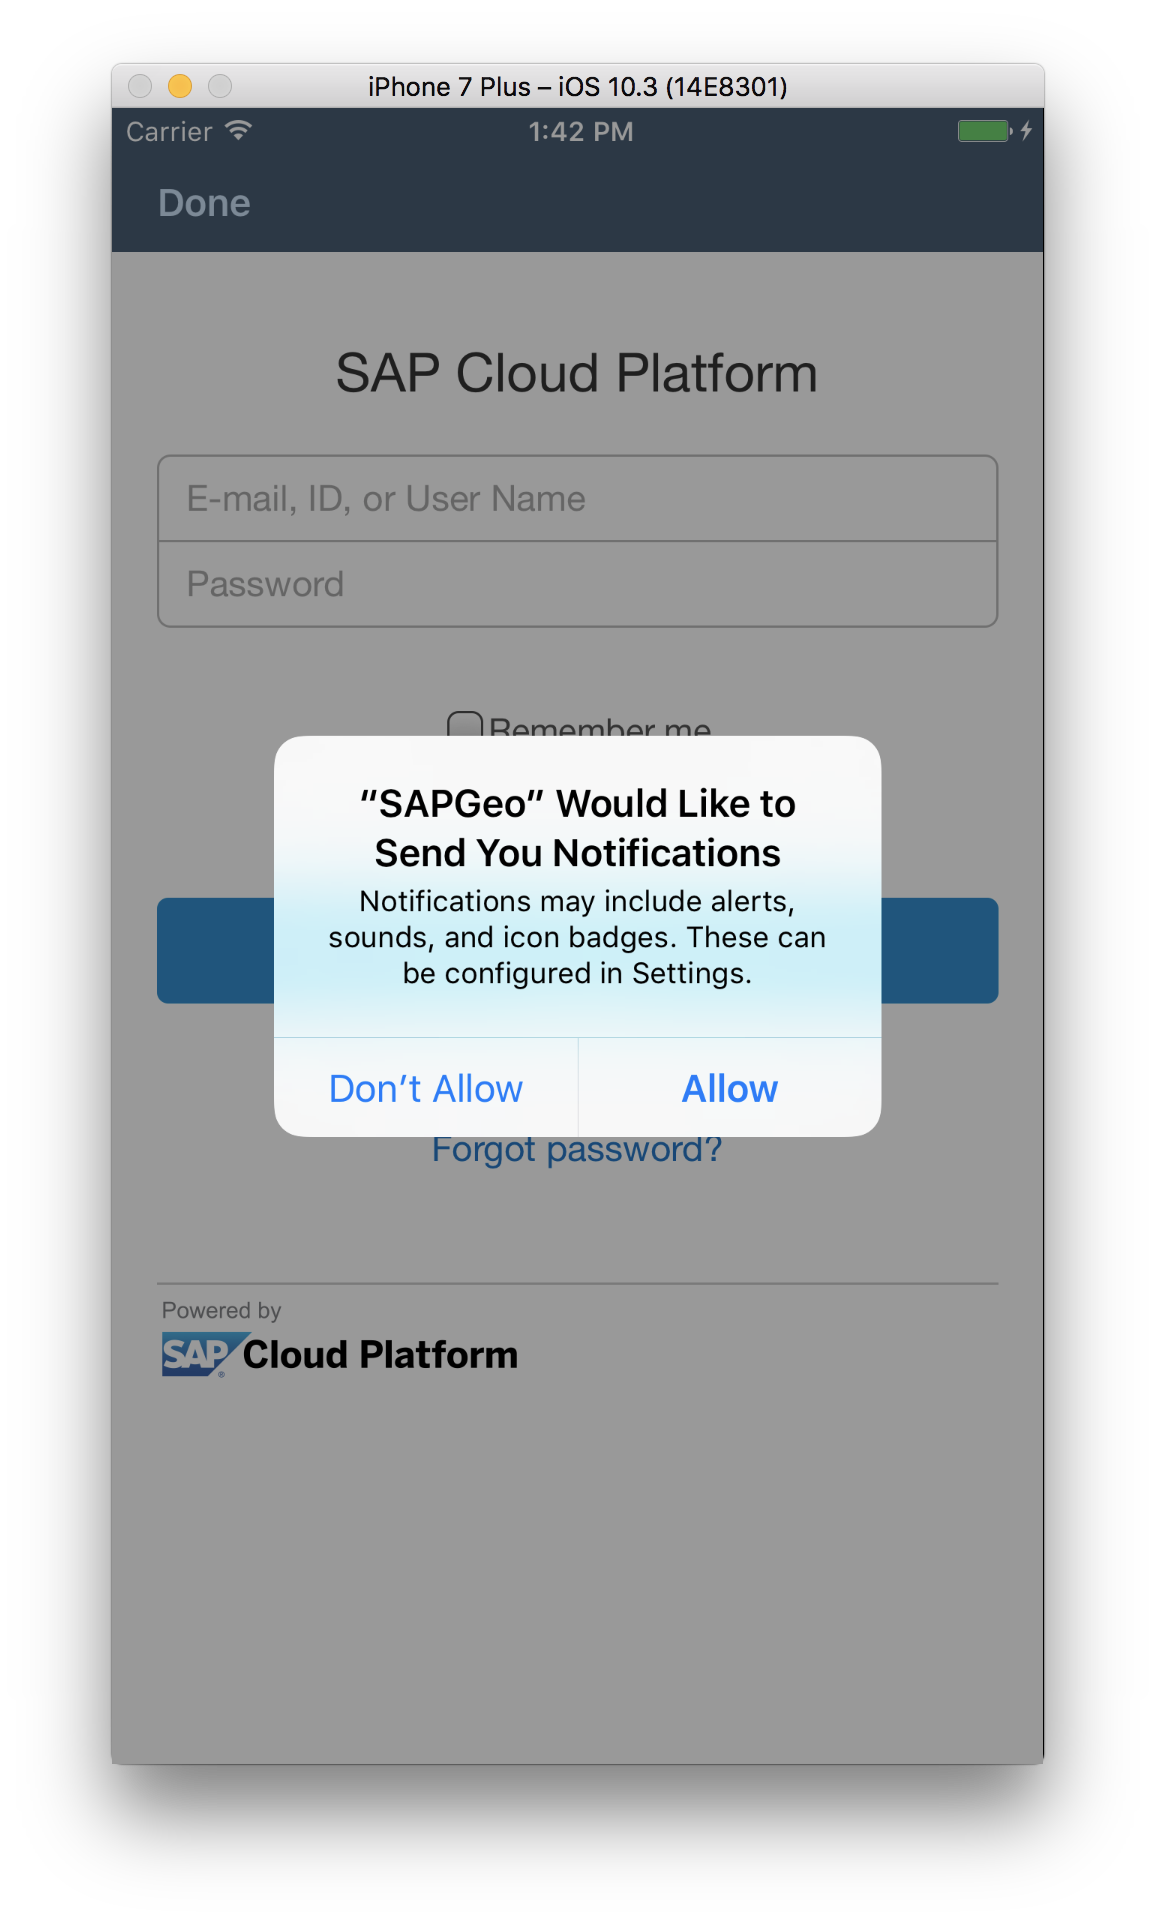 iPhone 7 Plus – iOS 10.3 (14E8301)
Carrier 1:42 PM
Done
SAP Cloud Platform
E-mail, ID, or User Name
Password
Remember me
“SAPGeo” Would Like to
Send You Notifications
Notifications may include alerts,
sounds, and icon badges. These can
be configured in Settings.
Don’t Allow Allow
Forgot password?
Powered by
SAP® Cloud Platform